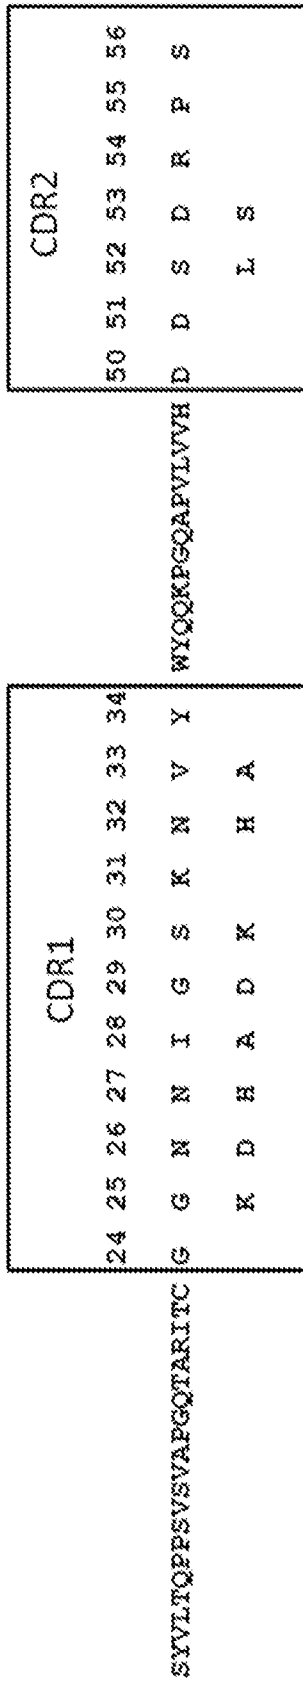 CDR1 CDR2
24 25 26 27 28 29 30 31 32 33 34 50 51 52 53 54 55 56
SYVLTQPPSVSVAPGQTARITC G G N N I G S K N V Y WYQQKPGQAPVLVVH D D S D R P S
K D H A D K H A L S